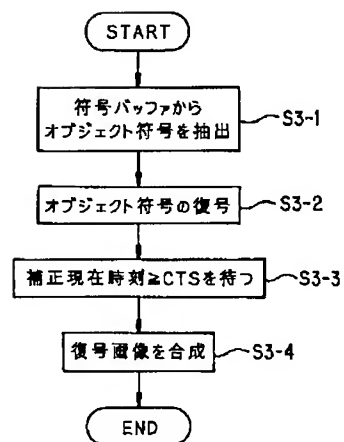 START
符号バッファから
オブジェクト符号を抽出
S3-1
オブジェクト符号の復号
S3-2
補正現在時刻≧CTSを待つ
S3-3
復号画像を合成
S3-4
END